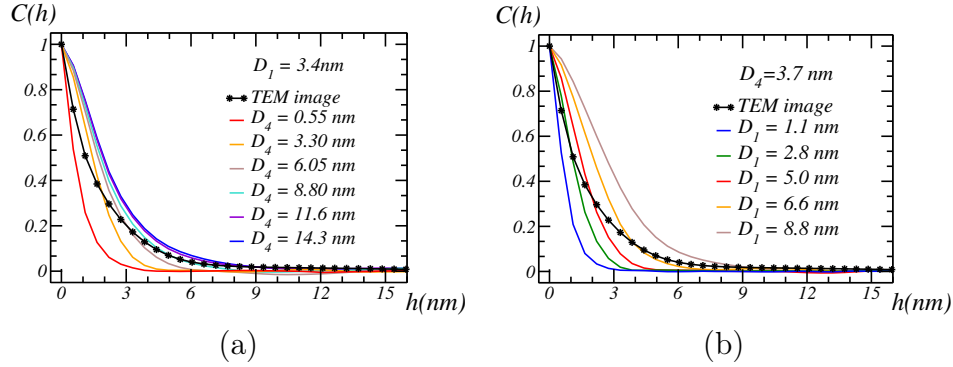 C(h)
1
0.8
0.6
0.4
0.2
0
D1 = 3.4nm
TEM image
D4 = 0.55 nm
D4 = 3.30 nm
D4 = 6.05 nm
D4 = 8.80 nm
D4 = 11.6 nm
D4 = 14.3 nm
0 3 6 9 12 15
h(nm)
(a)
C(h)
1
0.8
0.6
0.4
0.2
0
D4=3.7 nm
TEM image
D1 = 1.1 nm
D1 = 2.8 nm
D1 = 5.0 nm
D1 = 6.6 nm
D1 = 8.8 nm
0 3 6 9 12 15
h(nm)
(b)